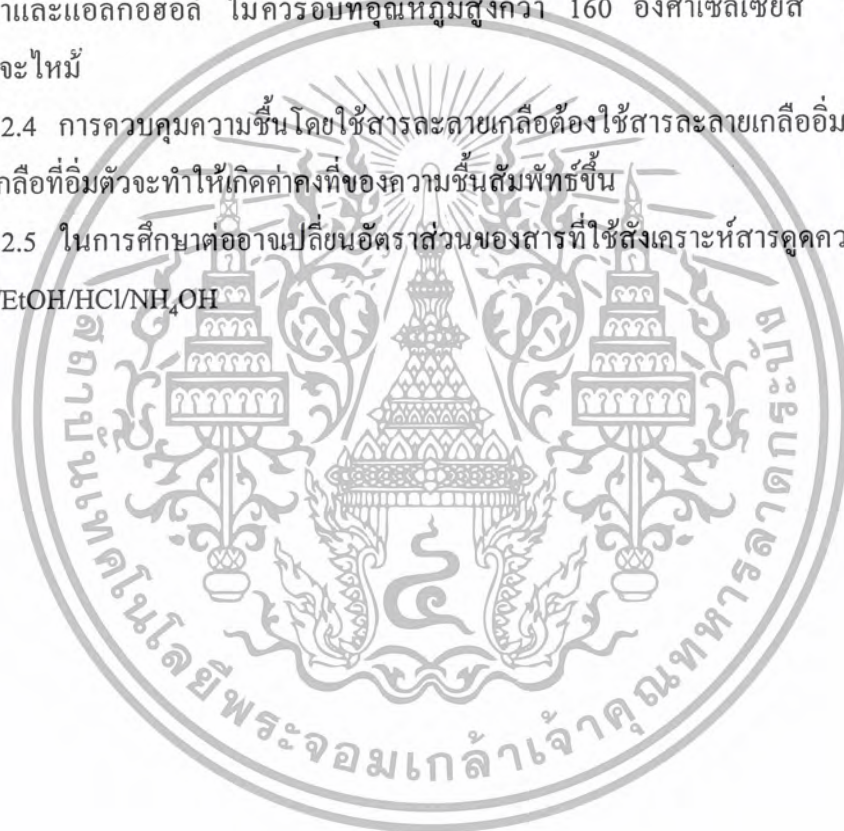 และแอลกอฮอล์ ไม่ควรอบที่อุณหภูมิสูงกว่า 160 องศาเซลเซียส
จะไหม้
2.4 การควบคุมความชื้นโดยใช้สารละลายเกลือต้องใช้สารละลายเกลืออิ่ม
กลือที่อิ่มตัวจะทำให้เกิดค่าคงที่ของความชื้นสัมพัทธ์ขึ้น
2.5 ในการศึกษาต่ออาจเปลี่ยนอัตราส่วนของสารที่ใช้สังเคราะห์สารดูดคว
/EtOH/HCl/NH₄OH
สถาบันเทคโนโลยีพระจอมเกล้าเจ้าคุณทหารลาดกระบัง